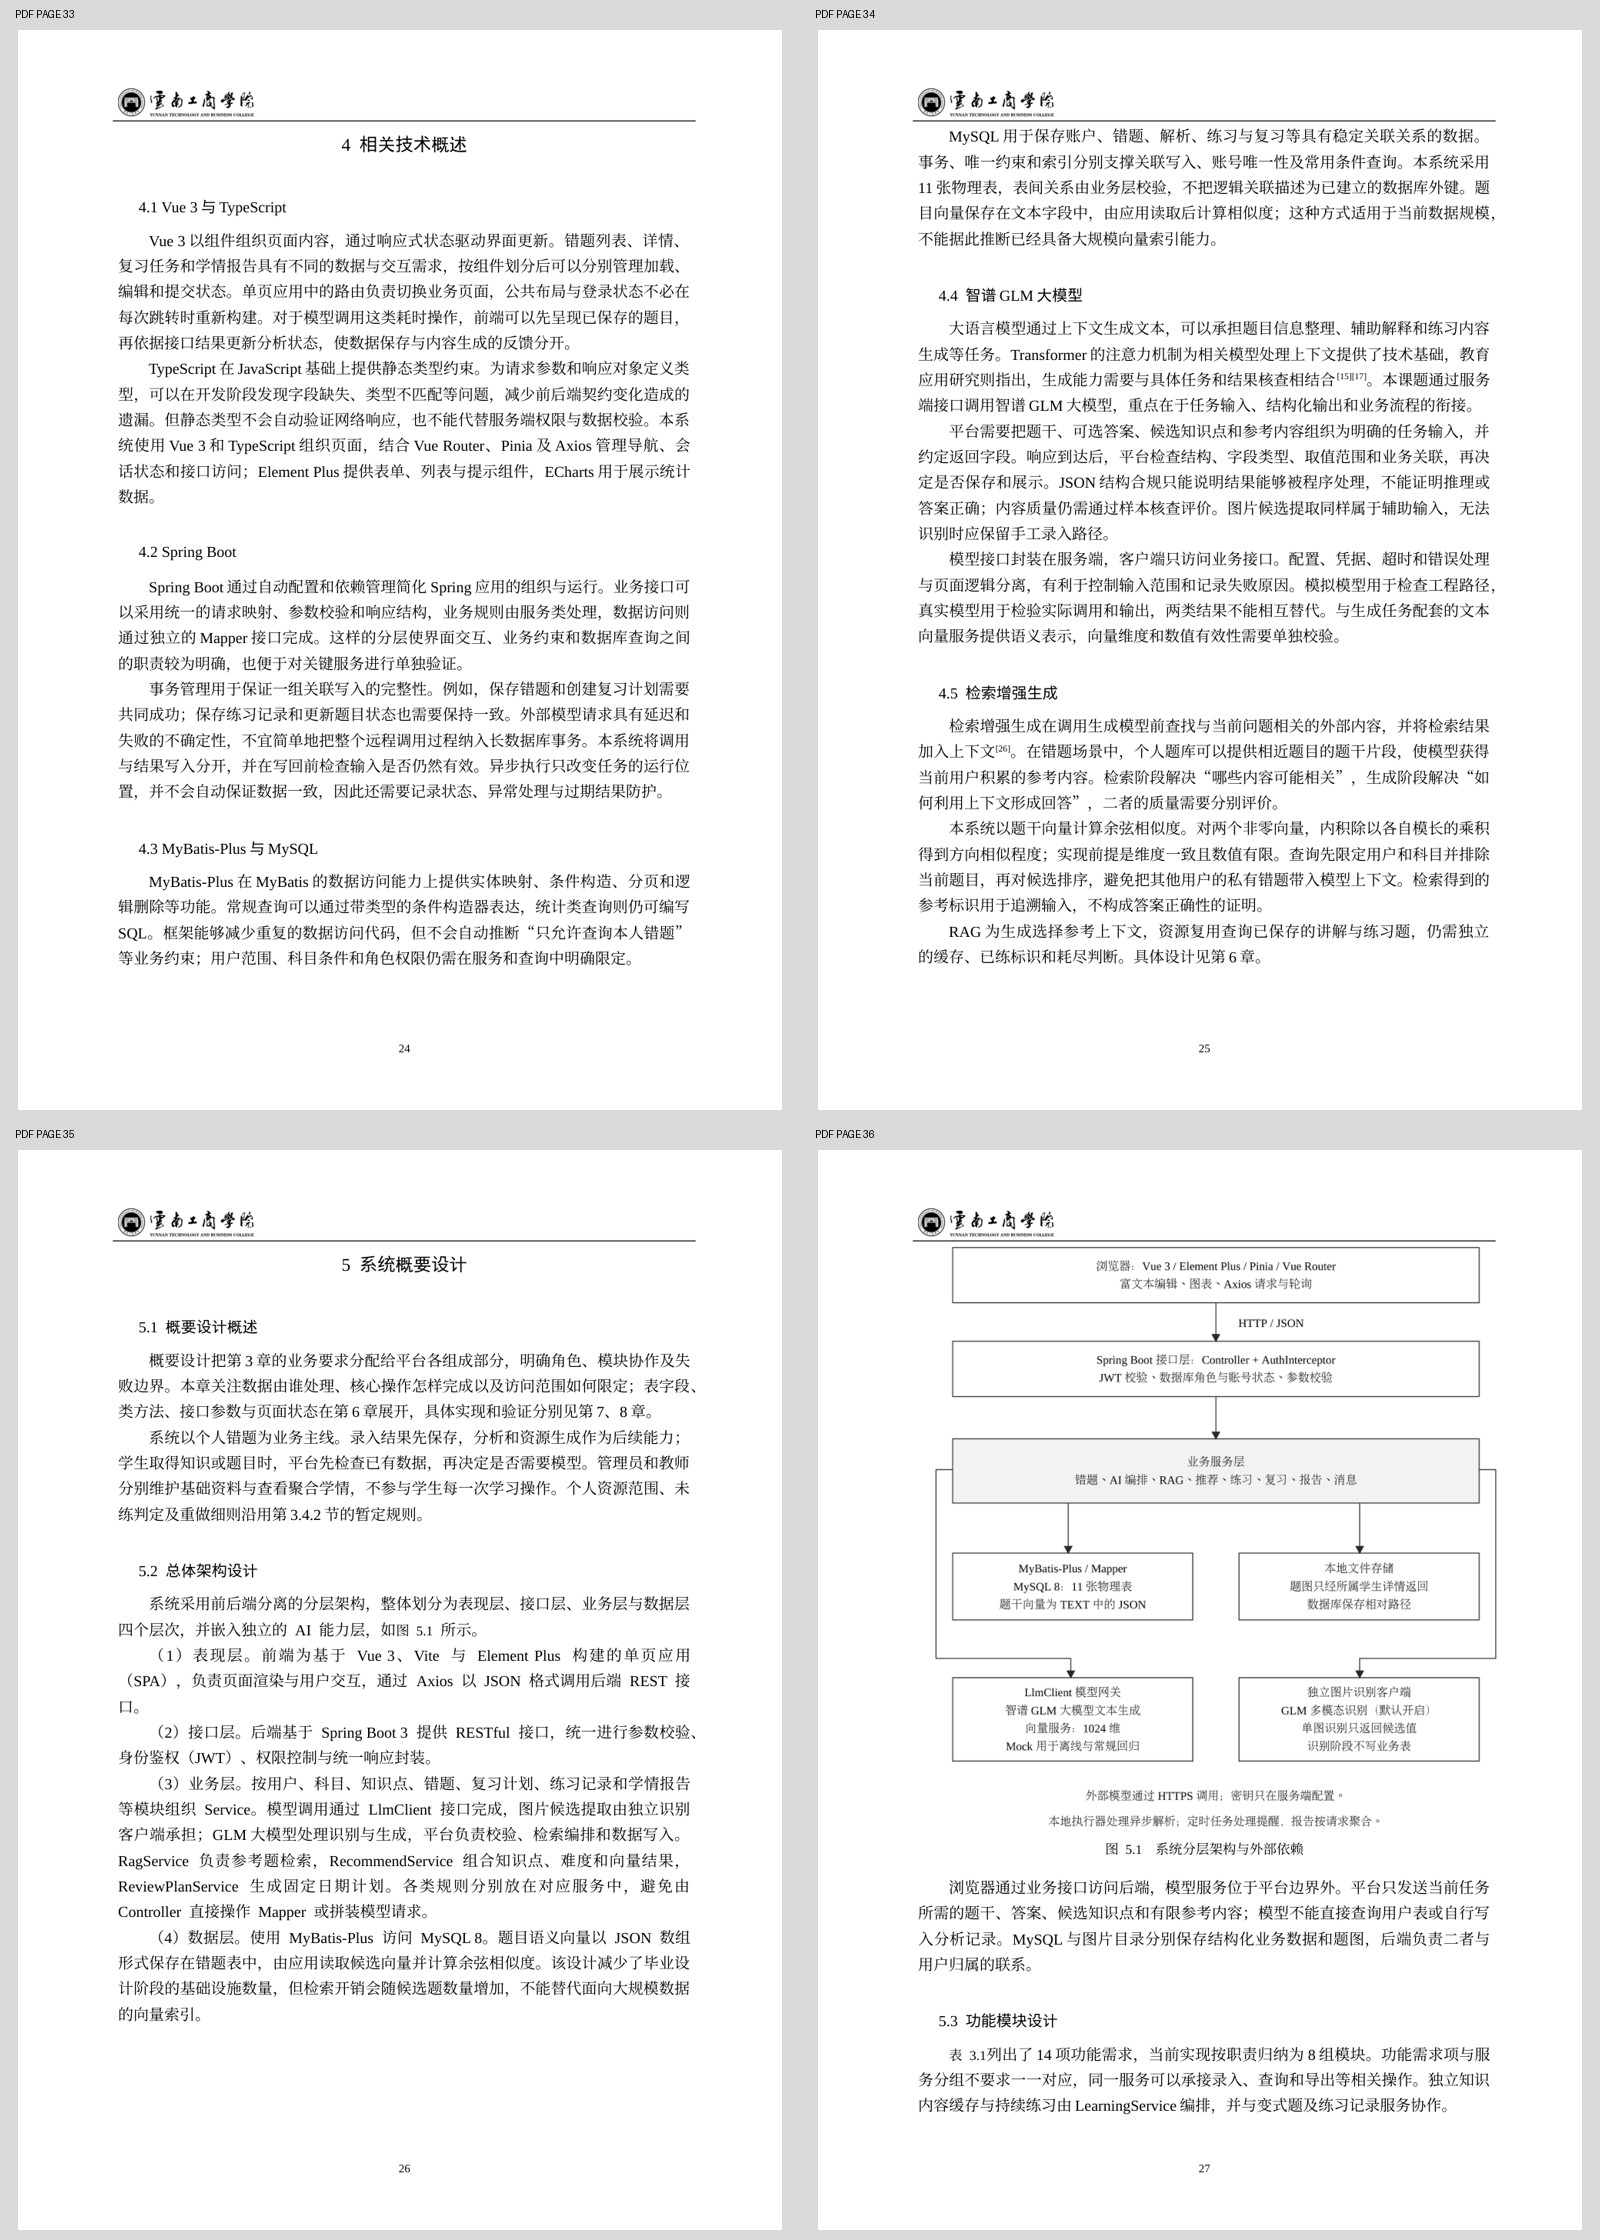 PDF PAGE 33
雲南工商學院
YUNNAN TECHNOLOGY AND BUSINESS COLLEGE
4 相关技术概述
4.1 Vue 3 与 TypeScript
Vue 3 以组件组织页面内容，通过响应式状态驱动界面更新。错题列表、详情、
复习任务和学情报告具有不同的数据与交互需求，按组件划分后可以分别管理加载、
编辑和提交状态。单页应用中的路由负责切换业务页面，公共布局与登录状态不必在
每次跳转时重新构建。对于模型调用这类耗时操作，前端可以先呈现已保存的题目，
再依据接口结果更新分析状态，使数据保存与内容生成的反馈分开。
TypeScript 在 JavaScript 基础上提供静态类型约束。为请求参数和响应对象定义类
型，可以在开发阶段发现字段缺失、类型不匹配等问题，减少前后端契约变化造成的
遗漏。但静态类型不会自动验证网络响应，也不能代替服务端权限与数据校验。本系
统使用 Vue 3 和 TypeScript 组织页面，结合 Vue Router、Pinia 及 Axios 管理导航、会
话状态和接口访问；Element Plus 提供表单、列表与提示组件，ECharts 用于展示统计
数据。
4.2 Spring Boot
Spring Boot 通过自动配置和依赖管理简化 Spring 应用的组织与运行。业务接口可
以采用统一的请求映射、参数校验和响应结构，业务规则由服务类处理，数据访问则
通过独立的 Mapper 接口完成。这样的分层使界面交互、业务约束和数据库查询之间
的职责较为明确，也便于对关键服务进行单独验证。
事务管理用于保证一组关联写入的完整性。例如，保存错题和创建复习计划需要
共同成功；保存练习记录和更新题目状态也需要保持一致。外部模型请求具有延迟和
失败的不确定性，不宜简单地把整个远程调用过程纳入长数据库事务。本系统将调用
与结果写入分开，并在写回前检查输入是否仍然有效。异步执行只改变任务的运行位
置，并不会自动保证数据一致，因此还需要记录状态、异常处理与过期结果防护。
4.3 MyBatis-Plus 与 MySQL
MyBatis-Plus 在 MyBatis 的数据访问能力上提供实体映射、条件构造、分页和逻
辑删除等功能。常规查询可以通过带类型的条件构造器表达，统计类查询则仍可编写
SQL。框架能够减少重复的数据访问代码，但不会自动推断“只允许查询本人错题”
等业务约束；用户范围、科目条件和角色权限仍需在服务和查询中明确限定。
24
PDF PAGE 34
雲南工商學院
YUNNAN TECHNOLOGY AND BUSINESS COLLEGE
MySQL 用于保存账户、错题、解析、练习与复习等具有稳定关联关系的数据。
事务、唯一约束和索引分别支撑关联写入、账号唯一性及常用条件查询。本系统采用
11 张物理表，表间关系由业务层校验，不把逻辑关联描述为已建立的数据库外键。题
目向量保存在文本字段中，由应用读取后计算相似度；这种方式适用于当前数据规模，
不能据此推断已经具备大规模向量索引能力。
4.4 智谱 GLM 大模型
大语言模型通过上下文生成文本，可以承担题目信息整理、辅助解释和练习内容
生成等任务。Transformer 的注意力机制为相关模型处理上下文提供了技术基础，教育
应用研究则指出，生成能力需要与具体任务和结果核查相结合[15][17]。本课题通过服务
端接口调用智谱 GLM 大模型，重点在于任务输入、结构化输出和业务流程的衔接。
平台需要把题干、可选答案、候选知识点和参考内容组织为明确的任务输入，并
约定返回字段。响应到达后，平台检查结构、字段类型、取值范围和业务关联，再决
定是否保存和展示。JSON 结构合规只能说明结果能够被程序处理，不能证明推理或
答案正确；内容质量仍需通过样本核查评价。图片候选提取同样属于辅助输入，无法
识别时应保留手工录入路径。
模型接口封装在服务端，客户端只访问业务接口。配置、凭据、超时和错误处理
与页面逻辑分离，有利于控制输入范围和记录失败原因。模拟模型用于检查工程路径，
真实模型用于检验实际调用和输出，两类结果不能相互替代。与生成任务配套的文本
向量服务提供语义表示，向量维度和数值有效性需要单独校验。
4.5 检索增强生成
检索增强生成在调用生成模型前查找与当前问题相关的外部内容，并将检索结果
加入上下文[26]。在错题场景中，个人题库可以提供相近题目的题干片段，使模型获得
当前用户积累的参考内容。检索阶段解决“哪些内容可能相关”，生成阶段解决“如
何利用上下文形成回答”，二者的质量需要分别评价。
本系统以题干向量计算余弦相似度。对两个非零向量，内积除以各自模长的乘积
得到方向相似程度；实现前提是维度一致且数值有限。查询先限定用户和科目并排除
当前题目，再对候选排序，避免把其他用户的私有错题带入模型上下文。检索得到的
参考标识用于追溯输入，不构成答案正确性的证明。
RAG 为生成选择参考上下文，资源复用查询已保存的讲解与练习题，仍需独立
的缓存、已练标识和耗尽判断。具体设计见第 6 章。
25
PDF PAGE 35
雲南工商學院
YUNNAN TECHNOLOGY AND BUSINESS COLLEGE
5 系统概要设计
5.1 概要设计概述
概要设计把第 3 章的业务要求分配给平台各组成部分，明确角色、模块协作及失
败边界。本章关注数据由谁处理、核心操作怎样完成以及访问范围如何限定；表字段、
类方法、接口参数与页面状态在第 6 章展开，具体实现和验证分别见第 7、8 章。
系统以个人错题为业务主线。录入结果先保存，分析和资源生成作为后续能力；
学生取得知识或题目时，平台先检查已有数据，再决定是否需要模型。管理员和教师
分别维护基础资料与查看聚合学情，不参与学生每一次学习操作。个人资源范围、未
练判定及重做细则沿用第 3.4.2 节的暂定规则。
5.2 总体架构设计
系统采用前后端分离的分层架构，整体划分为表现层、接口层、业务层与数据层
四个层次，并嵌入独立的 AI 能力层，如图 5.1 所示。
（1）表现层。前端为基于 Vue 3、Vite 与 Element Plus 构建的单页应用
（SPA），负责页面渲染与用户交互，通过 Axios 以 JSON 格式调用后端 REST 接
口。
（2）接口层。后端基于 Spring Boot 3 提供 RESTful 接口，统一进行参数校验、
身份鉴权（JWT）、权限控制与统一响应封装。
（3）业务层。按用户、科目、知识点、错题、复习计划、练习记录和学情报告
等模块组织 Service。模型调用通过 LlmClient 接口完成，图片候选提取由独立识别
客户端承担；GLM 大模型处理识别与生成，平台负责校验、检索编排和数据写入。
RagService 负责参考题检索，RecommendService 组合知识点、难度和向量结果，
ReviewPlanService 生成固定日期计划。各类规则分别放在对应服务中，避免由
Controller 直接操作 Mapper 或拼装模型请求。
（4）数据层。使用 MyBatis-Plus 访问 MySQL 8。题目语义向量以 JSON 数组
形式保存在错题表中，由应用读取候选向量并计算余弦相似度。该设计减少了毕业设
计阶段的基础设施数量，但检索开销会随候选题数量增加，不能替代面向大规模数据
的向量索引。
26
PDF PAGE 36
雲南工商學院
YUNNAN TECHNOLOGY AND BUSINESS COLLEGE
浏览器：Vue 3 / Element Plus / Pinia / Vue Router
富文本编辑、图表、Axios 请求与轮询
HTTP / JSON
Spring Boot 接口层：Controller + AuthInterceptor
JWT 校验、数据库角色与账号状态、参数校验
业务服务层
错题、AI 编排、RAG、推荐、练习、复习、报告、消息
MyBatis-Plus / Mapper
MySQL 8：11 张物理表
题干向量为 TEXT 中的 JSON
本地文件存储
题图只经所属学生详情返回
数据库保存相对路径
LlmClient 模型网关
智谱 GLM 大模型文本生成
向量服务：1024 维
Mock 用于离线与常规回归
独立图片识别客户端
GLM 多模态识别（默认开启）
单图识别只返回候选值
识别阶段不写业务表
外部模型通过 HTTPS 调用；密钥只在服务端配置。
本地执行器处理异步解析；定时任务处理提醒，报告按请求聚合。
图 5.1 系统分层架构与外部依赖
浏览器通过业务接口访问后端，模型服务位于平台边界外。平台只发送当前任务
所需的题干、答案、候选知识点和有限参考内容；模型不能直接查询用户表或自行写
入分析记录。MySQL 与图片目录分别保存结构化业务数据和题图，后端负责二者与
用户归属的联系。
5.3 功能模块设计
表 3.1列出了 14 项功能需求，当前实现按职责归纳为 8 组模块。功能需求项与服
务分组不要求一一对应，同一服务可以承接录入、查询和导出等相关操作。独立知识
内容缓存与持续练习由 LearningService 编排，并与变式题及练习记录服务协作。
27